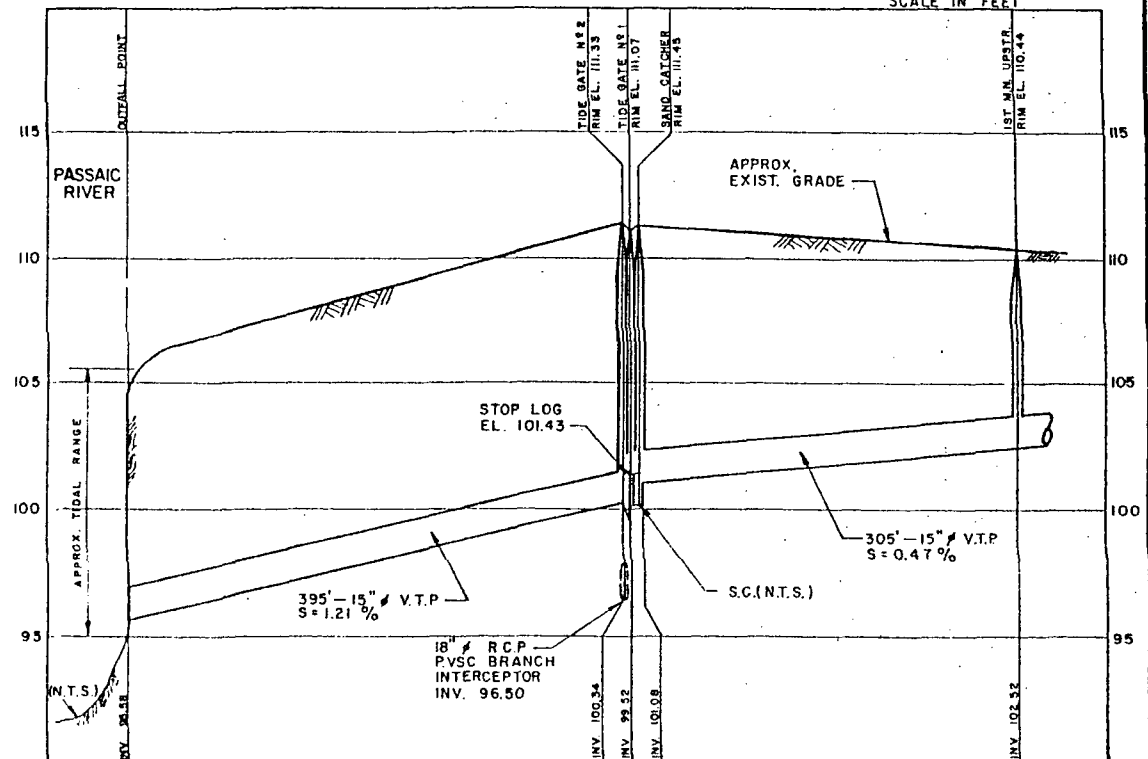 SCALE IN FEET
OUTFALL POINT
TIDE GATE Nº 2
RIM EL. 111.33
TIDE GATE Nº 1
RIM EL. 111.07
SAND CATCHER
RIM EL. 111.45
1ST M.N. UPSTR.
RIM EL. 110.44
115
115
PASSAIC
RIVER
APPROX.
EXIST. GRADE
110
110
105
105
APPROX. TIDAL RANGE
STOP LOG
EL. 101.43
100
100
305'-15" ø V.T.P
S = 0.47 %
395'-15" ø V.T.P
S = 1.21 %
S.C.(N.T.S.)
95
95
18" ø R.C.P
P.VSC BRANCH
INTERCEPTOR
INV. 96.50
(N.T.S.)
INV. 95.58
INV. 100.34
INV. 99.52
INV. 101.08
INV. 102.52